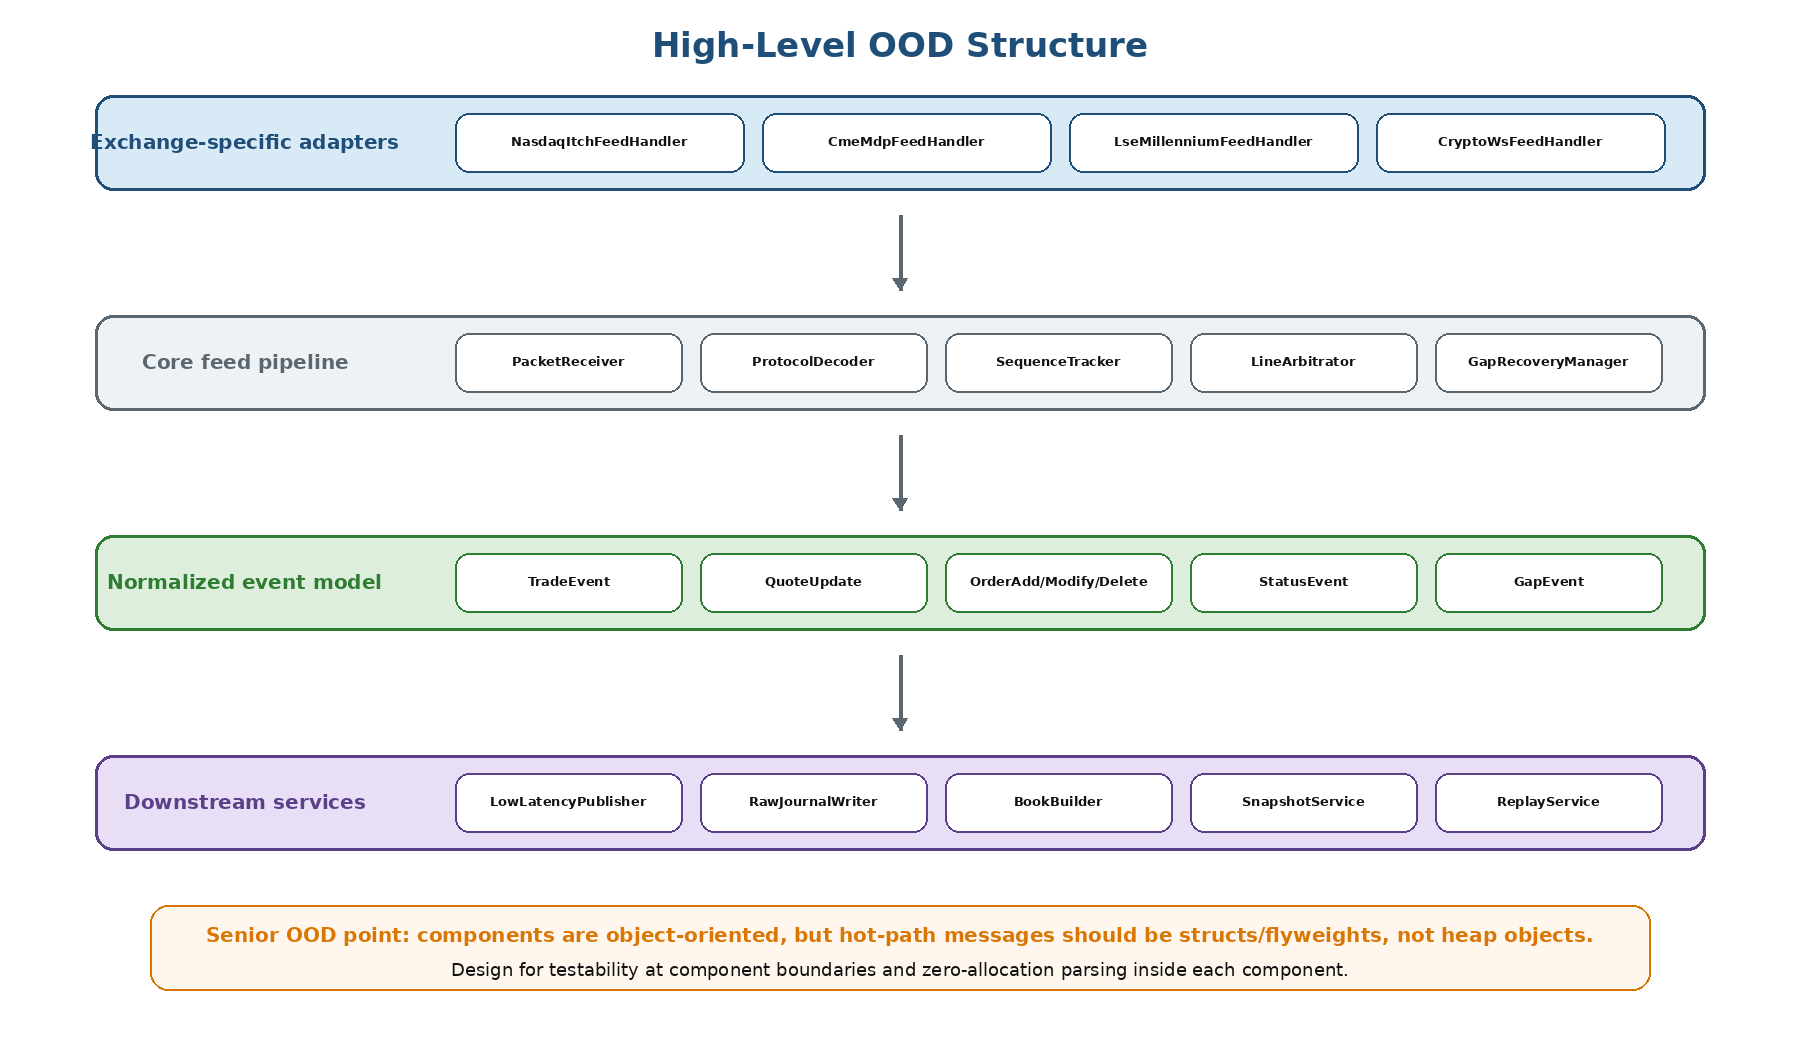 High-Level OOD Structure
Exchange-specific adapters
NasdaqItchFeedHandler
CmeMdpFeedHandler
LseMillenniumFeedHandler
CryptoWsFeedHandler
Core feed pipeline
PacketReceiver
ProtocolDecoder
SequenceTracker
LineArbitrator
GapRecoveryManager
Normalized event model
TradeEvent
QuoteUpdate
OrderAdd/Modify/Delete
StatusEvent
GapEvent
Downstream services
LowLatencyPublisher
RawJournalWriter
BookBuilder
SnapshotService
ReplayService
Senior OOD point: components are object-oriented, but hot-path messages should be structs/flyweights, not heap objects.
Design for testability at component boundaries and zero-allocation parsing inside each component.